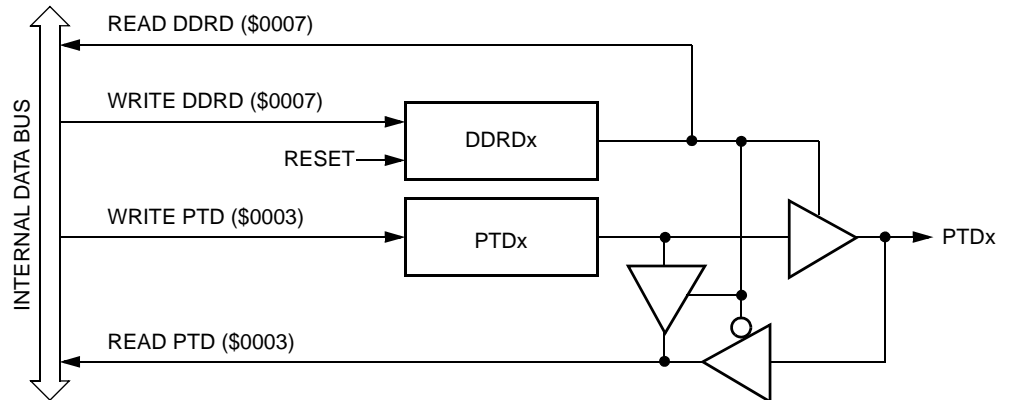 READ DDRD ($0007)
WRITE DDRD ($0007)
DDRDx
RESET
WRITE PTD ($0003)
PTDx
PTDx
READ PTD ($0003)
INTERNAL DATA BUS